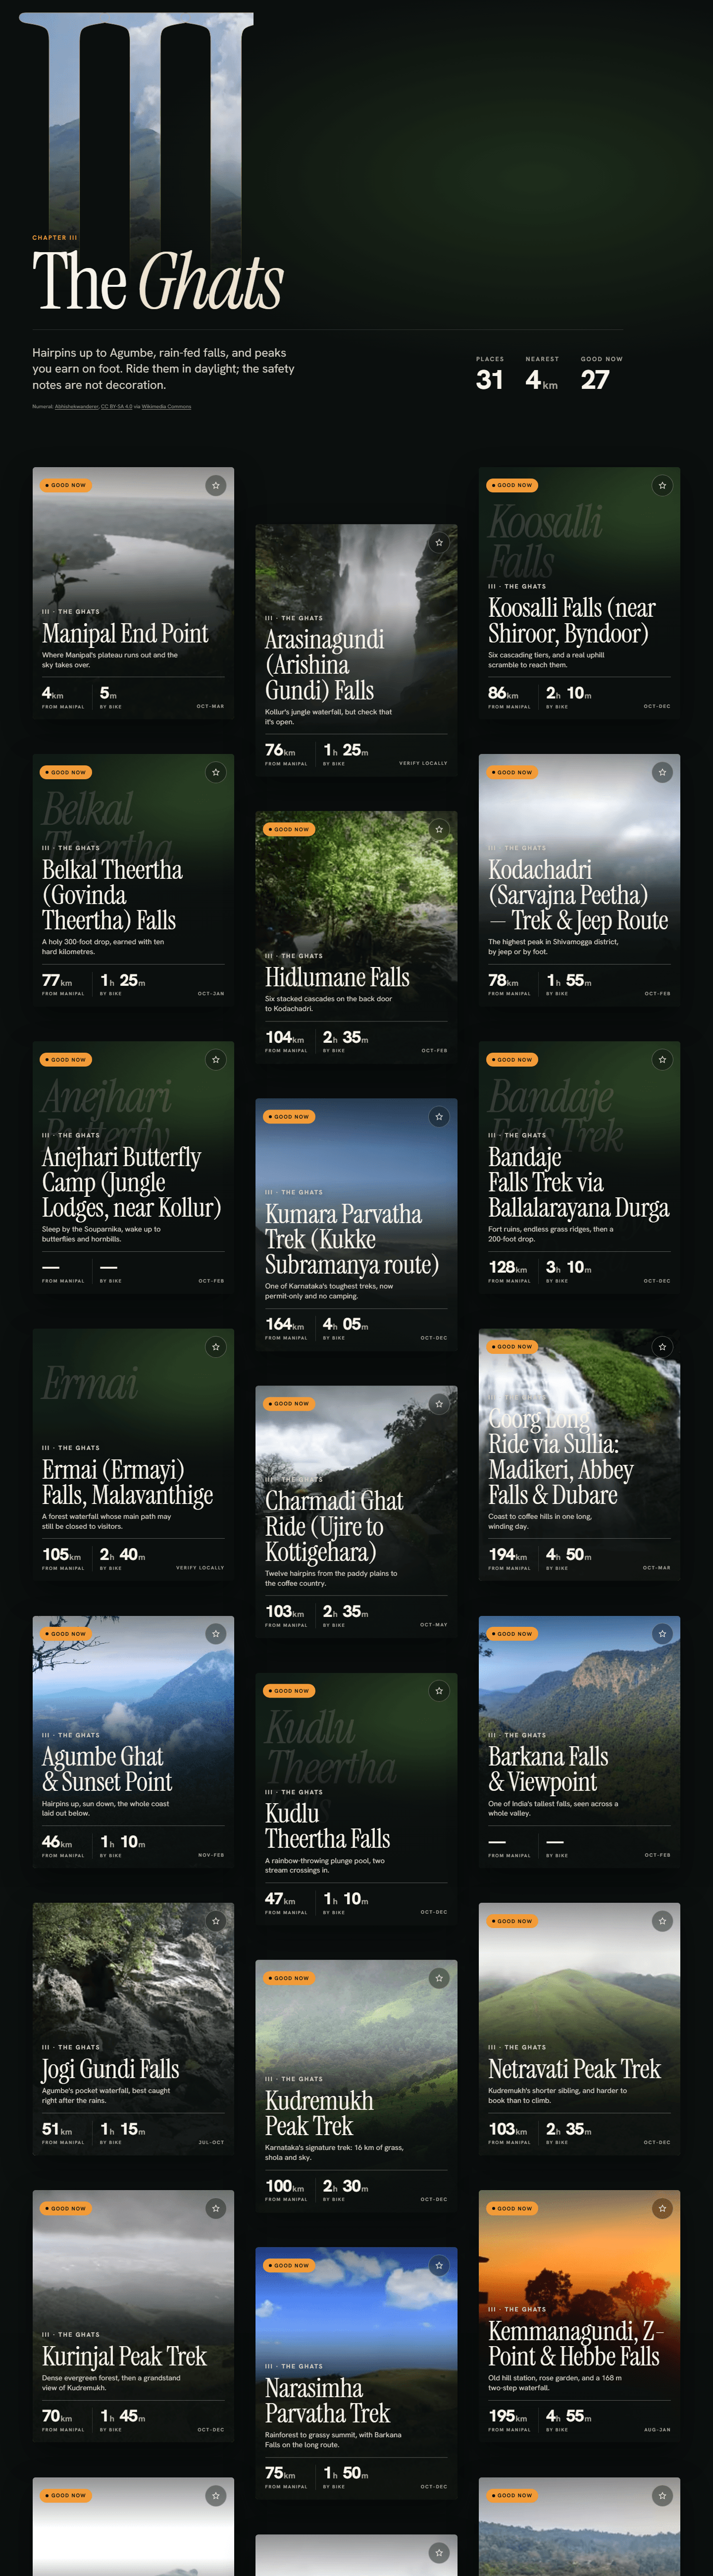 III
CHAPTER III
The Ghats
Hairpins up to Agumbe, rain-fed falls, and peaks
you earn on foot. Ride them in daylight; the safety
notes are not decoration.
Numeral: Abhishekwanderer, CC BY-SA 4.0 via Wikimedia Commons
PLACES
31
NEAREST
4km
GOOD NOW
27
GOOD NOW
III · THE GHATS
Manipal End Point
Where Manipal's plateau runs out and the
sky takes over.
4km
FROM MANIPAL
5m
BY BIKE
OCT–MAR
Arasinagundi
(Arishina
Gundi) Falls
Kollur's jungle waterfall, but check that
it's open.
76km
FROM MANIPAL
1h 25m
BY BIKE
VERIFY LOCALLY
GOOD NOW
Koosalli
Falls
III · THE GHATS
Koosalli Falls (near
Shiroor, Byndoor)
Six cascading tiers, and a real uphill
scramble to reach them.
86km
FROM MANIPAL
2h 10m
BY BIKE
OCT–DEC
GOOD NOW
Belkal
Theertha
III · THE GHATS
Belkal Theertha
(Govinda
Theertha) Falls
A holy 300-foot drop, earned with ten
hard kilometres.
77km
FROM MANIPAL
1h 25m
BY BIKE
OCT–JAN
GOOD NOW
III · THE GHATS
Hidlumane Falls
Six stacked cascades on the back door
to Kodachadri.
104km
FROM MANIPAL
2h 35m
BY BIKE
OCT–FEB
GOOD NOW
III · THE GHATS
Kodachadri
(Sarvajna Peetha)
— Trek & Jeep Route
The highest peak in Shivamogga district,
by jeep or by foot.
78km
FROM MANIPAL
1h 55m
BY BIKE
OCT–FEB
GOOD NOW
Anejhari
Butterfly
III · THE GHATS
Anejhari Butterfly
Camp (Jungle
Lodges, near Kollur)
Sleep by the Souparnika, wake up to
butterflies and hornbills.
—
FROM MANIPAL
—
BY BIKE
OCT–FEB
GOOD NOW
III · THE GHATS
Kumara Parvatha
Trek (Kukke
Subramanya route)
One of Karnataka's toughest treks, now
permit-only and no camping.
164km
FROM MANIPAL
4h 05m
BY BIKE
OCT–DEC
GOOD NOW
Bandaje
Falls Trek
III · THE GHATS
Bandaje
Falls Trek via
Ballalarayana Durga
Fort ruins, endless grass ridges, then a
200-foot drop.
128km
FROM MANIPAL
3h 10m
BY BIKE
OCT–DEC
Ermai
III · THE GHATS
Ermai (Ermayi)
Falls, Malavanthige
A forest waterfall whose main path may
still be closed to visitors.
105km
FROM MANIPAL
2h 40m
BY BIKE
VERIFY LOCALLY
GOOD NOW
III · THE GHATS
Charmadi Ghat
Ride (Ujire to
Kottigehara)
Twelve hairpins from the paddy plains to
the coffee country.
103km
FROM MANIPAL
2h 35m
BY BIKE
OCT–MAY
GOOD NOW
Coorg Long
Ride via Sullia:
Madikeri, Abbey
Falls & Dubare
Coast to coffee hills in one long,
winding day.
194km
FROM MANIPAL
4h 50m
BY BIKE
OCT–MAR
GOOD NOW
III · THE GHATS
Agumbe Ghat
& Sunset Point
Hairpins up, sun down, the whole coast
laid out below.
46km
FROM MANIPAL
1h 10m
BY BIKE
NOV–FEB
GOOD NOW
Kudlu
Theertha
III · THE GHATS
Kudlu
Theertha Falls
A rainbow-throwing plunge pool, two
stream crossings in.
47km
FROM MANIPAL
1h 10m
BY BIKE
OCT–DEC
GOOD NOW
III · THE GHATS
Barkana Falls
& Viewpoint
One of India's tallest falls, seen across a
whole valley.
—
FROM MANIPAL
—
BY BIKE
OCT–FEB
III · THE GHATS
Jogi Gundi Falls
Agumbe's pocket waterfall, best caught
right after the rains.
51km
FROM MANIPAL
1h 15m
BY BIKE
JUL–OCT
GOOD NOW
III · THE GHATS
Kudremukh
Peak Trek
Karnataka's signature trek: 16 km of grass,
shola and sky.
100km
FROM MANIPAL
2h 30m
BY BIKE
OCT–DEC
GOOD NOW
III · THE GHATS
Netravati Peak Trek
Kudremukh's shorter sibling, and harder to
book than to climb.
103km
FROM MANIPAL
2h 35m
BY BIKE
OCT–DEC
GOOD NOW
III · THE GHATS
Kurinjal Peak Trek
Dense evergreen forest, then a grandstand
view of Kudremukh.
70km
FROM MANIPAL
1h 45m
BY BIKE
OCT–DEC
GOOD NOW
III · THE GHATS
Narasimha
Parvatha Trek
Rainforest to grassy summit, with Barkana
Falls on the long route.
75km
FROM MANIPAL
1h 50m
BY BIKE
OCT–DEC
GOOD NOW
III · THE GHATS
Kemmanagundi, Z-
Point & Hebbe Falls
Old hill station, rose garden, and a 168 m
two-step waterfall.
195km
FROM MANIPAL
4h 55m
BY BIKE
AUG–JAN
GOOD NOW
GOOD NOW